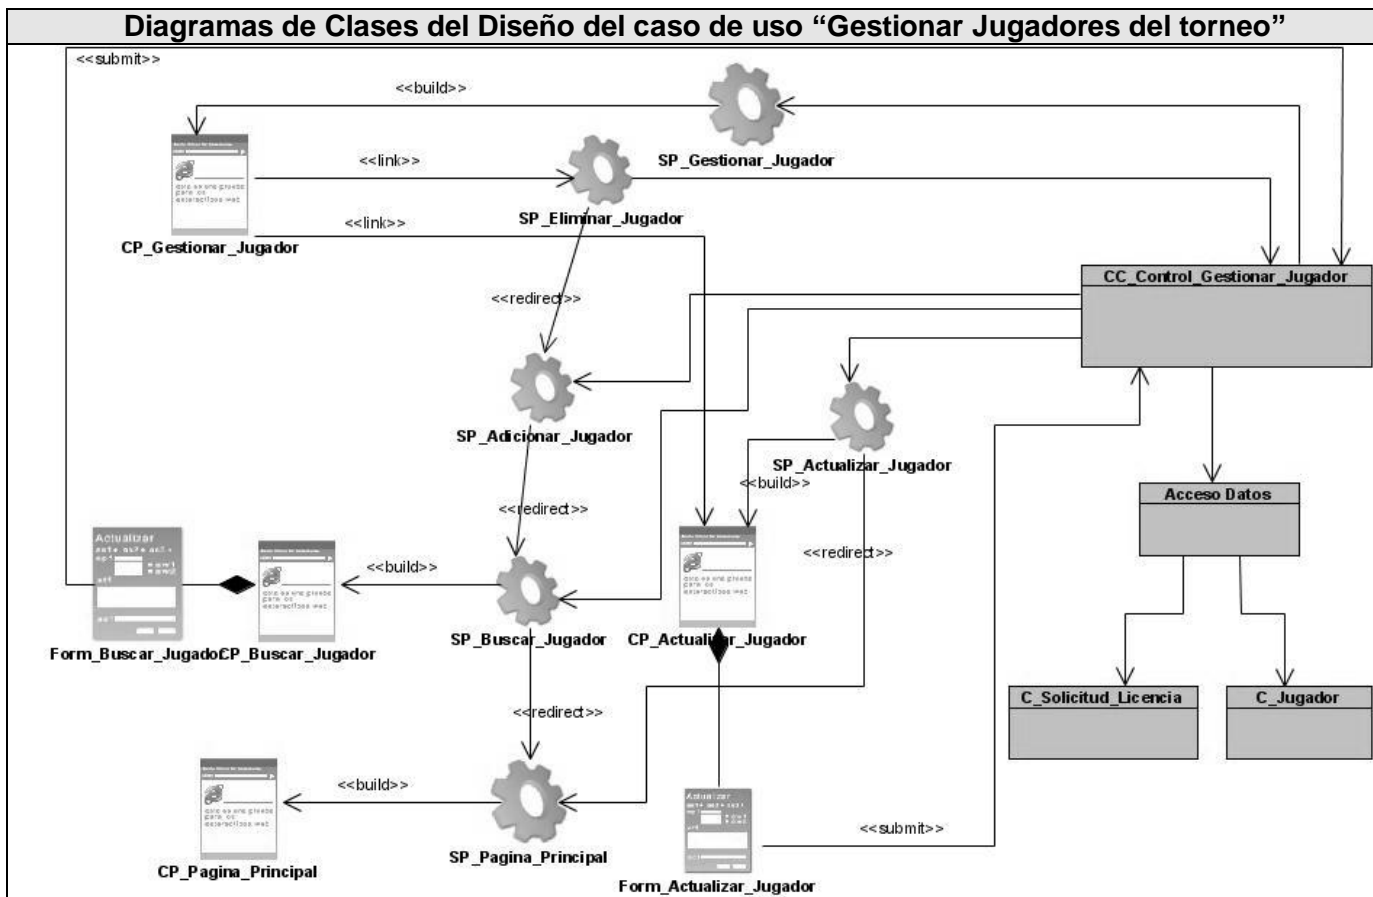 Diagramas de Clases del Diseño del caso de uso “Gestionar Jugadores del torneo”
<<submit>>
<<build>>
SP_Gestionar_Jugador
<<link>>
SP_Eliminar_Jugador
<<link>>
CP_Gestionar_Jugador
CC_Control_Gestionar_Jugador
<<redirect>>
SP_Adicionar_Jugador
SP_Actualizar_Jugador
<<build>>
Acceso Datos
<<redirect>>
Actualizar
<<redirect>>
<<build>>
SP_Buscar_Jugador
CP_Actualizar_Jugador
Form_Buscar_Jugador
CP_Buscar_Jugador
C_Solicitud_Licencia
C_Jugador
<<redirect>>
<<build>>
Actualizar
<<submit>>
SP_Pagina_Principal
CP_Pagina_Principal
Form_Actualizar_Jugador